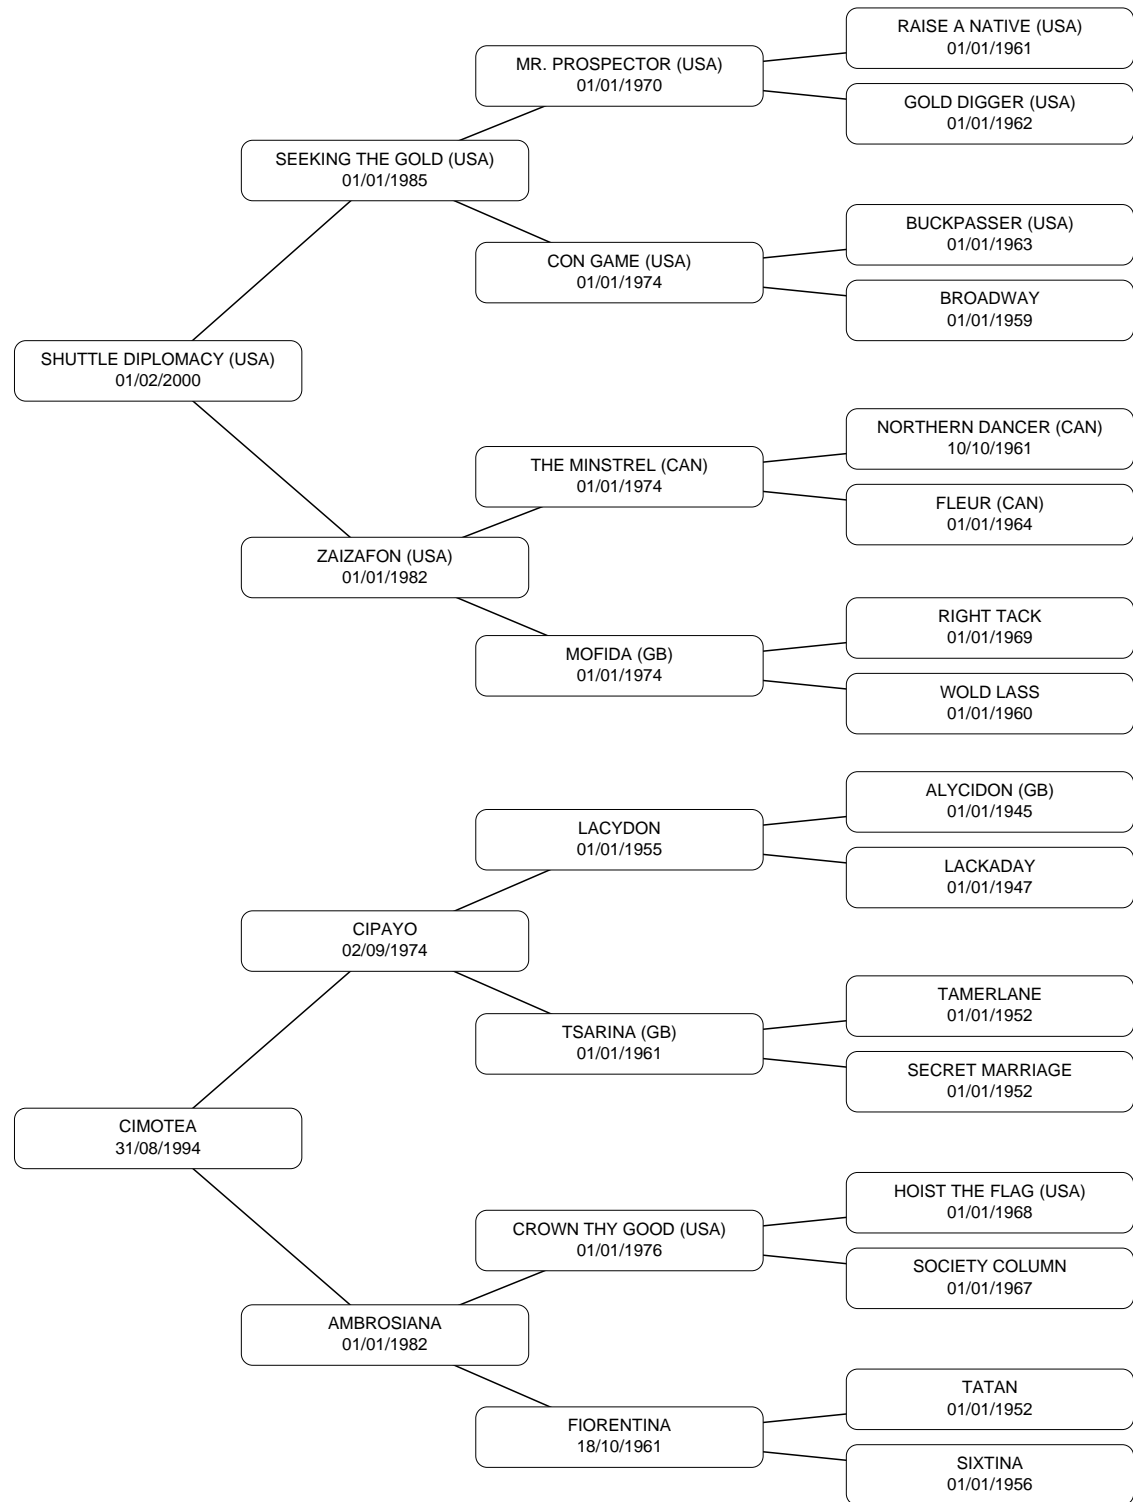 RAISE A NATIVE (USA)
01/01/1961
MR. PROSPECTOR (USA)
01/01/1970
GOLD DIGGER (USA)
01/01/1962
SEEKING THE GOLD (USA)
01/01/1985
BUCKPASSER (USA)
01/01/1963
CON GAME (USA)
01/01/1974
BROADWAY
01/01/1959
SHUTTLE DIPLOMACY (USA)
01/02/2000
NORTHERN DANCER (CAN)
10/10/1961
THE MINSTREL (CAN)
01/01/1974
FLEUR (CAN)
01/01/1964
ZAIZAFON (USA)
01/01/1982
RIGHT TACK
01/01/1969
MOFIDA (GB)
01/01/1974
WOLD LASS
01/01/1960
ALYCIDON (GB)
01/01/1945
LACYDON
01/01/1955
LACKADAY
01/01/1947
CIPAYO
02/09/1974
TAMERLANE
01/01/1952
TSARINA (GB)
01/01/1961
SECRET MARRIAGE
01/01/1952
CIMOTEA
31/08/1994
HOIST THE FLAG (USA)
01/01/1968
CROWN THY GOOD (USA)
01/01/1976
SOCIETY COLUMN
01/01/1967
AMBROSIANA
01/01/1982
TATAN
01/01/1952
FIORENTINA
18/10/1961
SIXTINA
01/01/1956